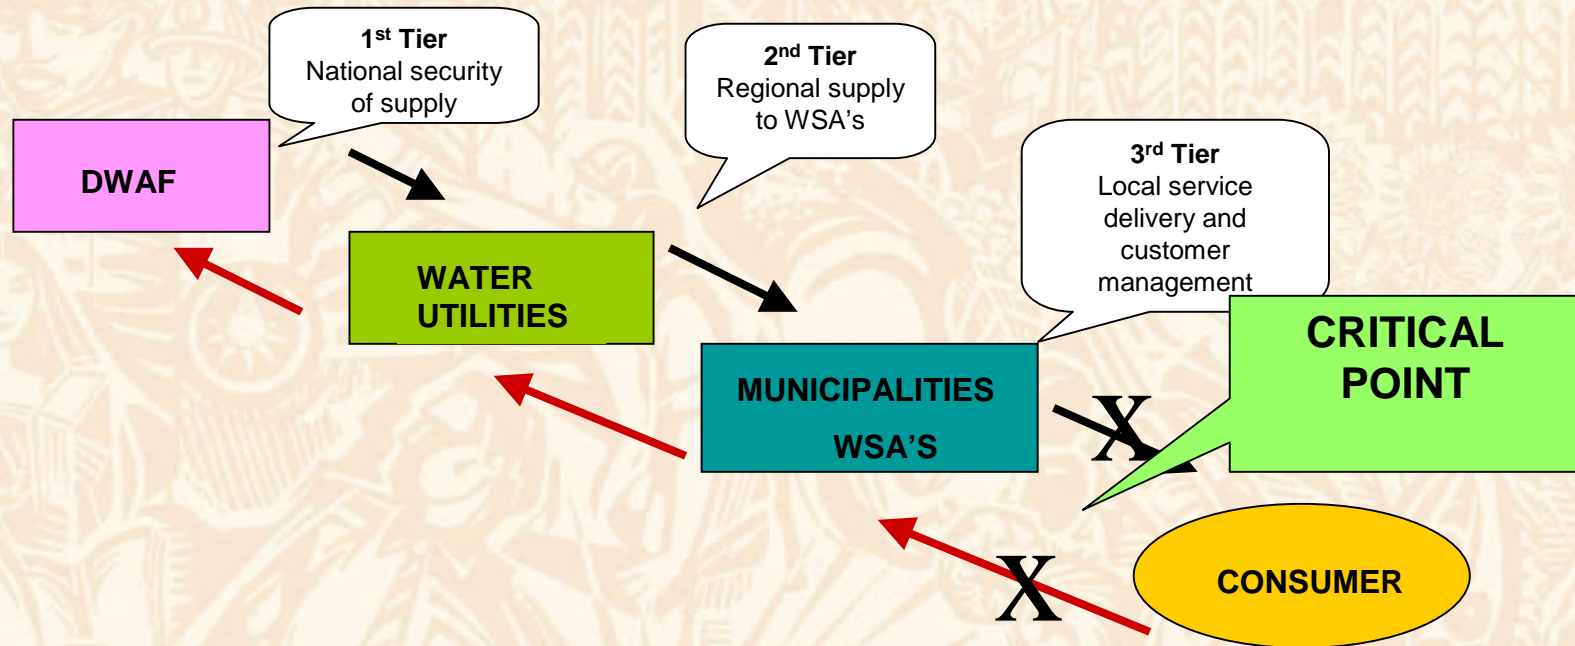 1st Tier
National security
of supply
2nd Tier
Regional supply
to WSA’s
3rd Tier
Local service
delivery and
customer
management
DWAF
WATER
UTILITIES
CRITICAL
POINT
MUNICIPALITIES
WSA’S
X
X
CONSUMER